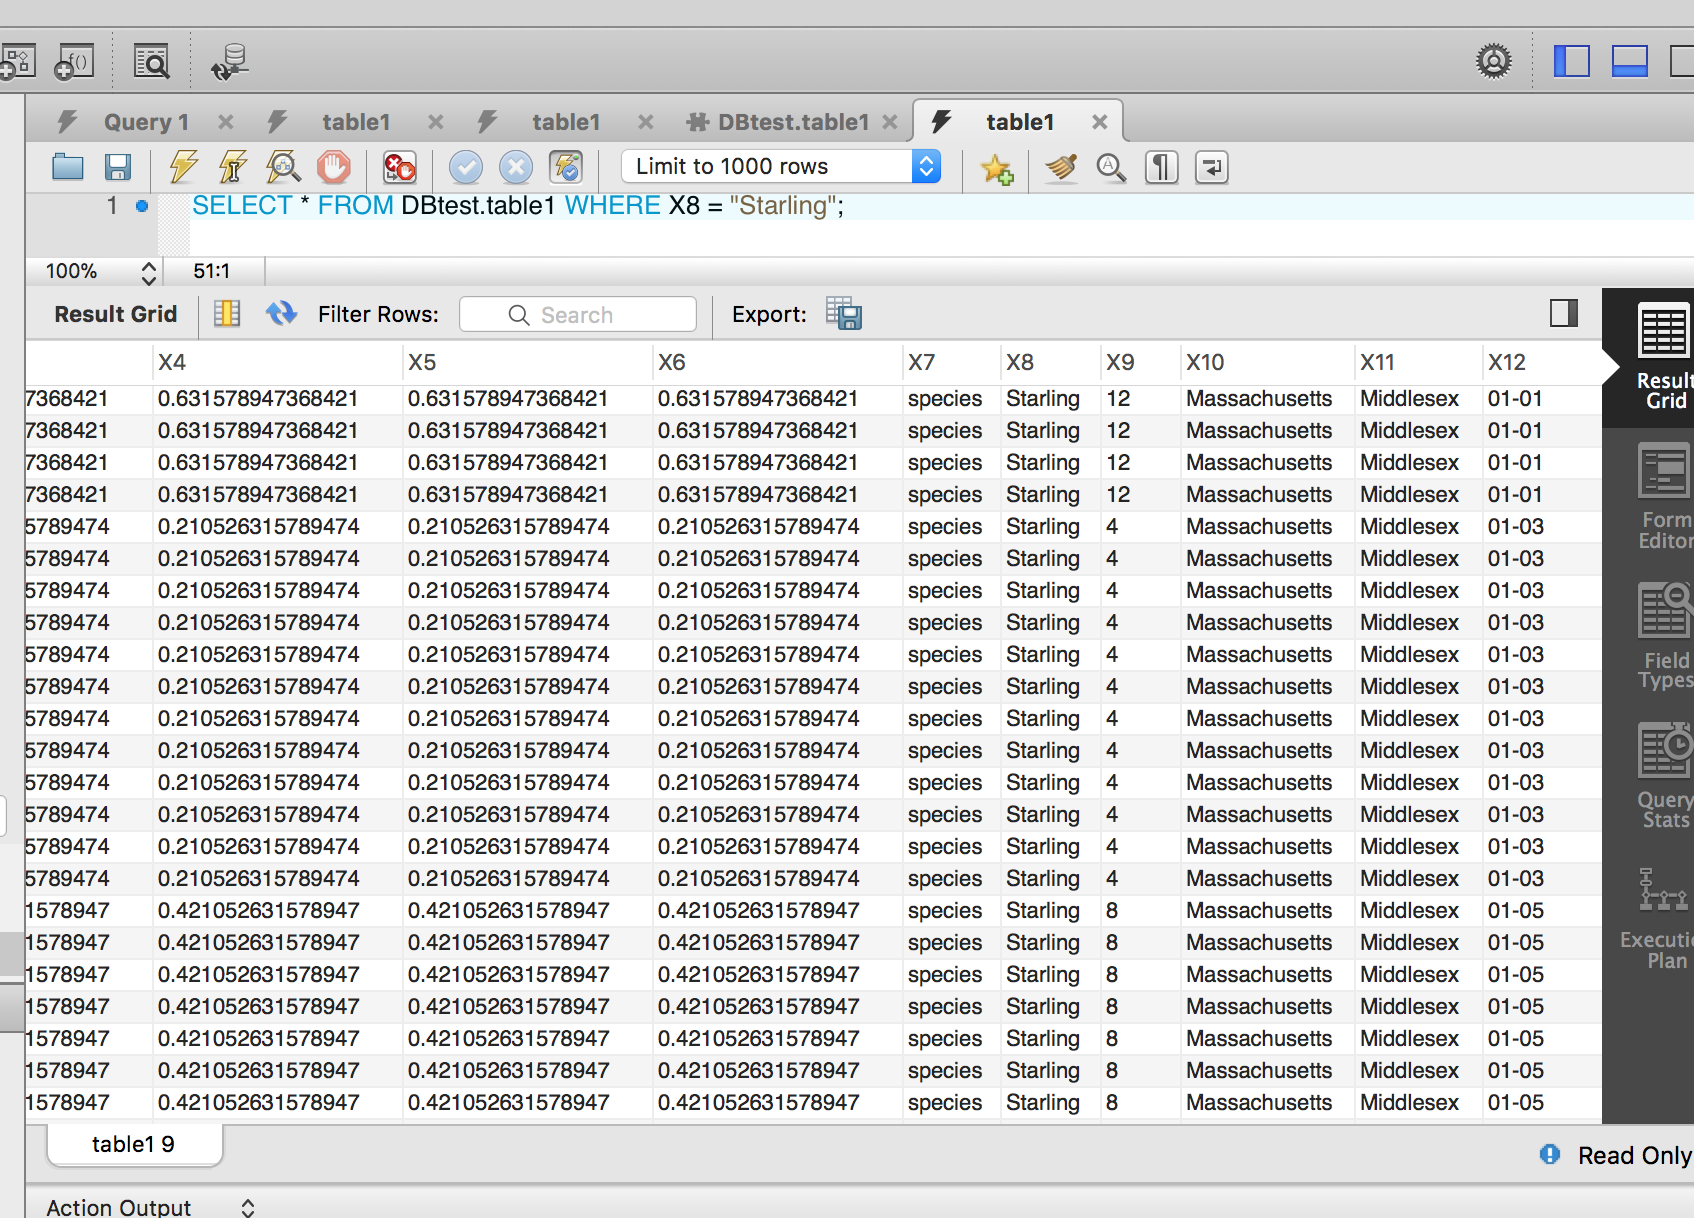 f()
Query 1 table1 table1 DBtest.table1 table1
Limit to 1000 rows
1 SELECT * FROM DBtest.table1 WHERE X8 = "Starling";
100% 51:1
Result Grid Filter Rows: Search Export:
X4 X5 X6 X7 X8 X9 X10 X11 X12
7368421 0.631578947368421 0.631578947368421 0.631578947368421 species Starling 12 Massachusetts Middlesex 01-01
7368421 0.631578947368421 0.631578947368421 0.631578947368421 species Starling 12 Massachusetts Middlesex 01-01
7368421 0.631578947368421 0.631578947368421 0.631578947368421 species Starling 12 Massachusetts Middlesex 01-01
7368421 0.631578947368421 0.631578947368421 0.631578947368421 species Starling 12 Massachusetts Middlesex 01-01
5789474 0.210526315789474 0.210526315789474 0.210526315789474 species Starling 4 Massachusetts Middlesex 01-03
5789474 0.210526315789474 0.210526315789474 0.210526315789474 species Starling 4 Massachusetts Middlesex 01-03
5789474 0.210526315789474 0.210526315789474 0.210526315789474 species Starling 4 Massachusetts Middlesex 01-03
5789474 0.210526315789474 0.210526315789474 0.210526315789474 species Starling 4 Massachusetts Middlesex 01-03
5789474 0.210526315789474 0.210526315789474 0.210526315789474 species Starling 4 Massachusetts Middlesex 01-03
5789474 0.210526315789474 0.210526315789474 0.210526315789474 species Starling 4 Massachusetts Middlesex 01-03
5789474 0.210526315789474 0.210526315789474 0.210526315789474 species Starling 4 Massachusetts Middlesex 01-03
5789474 0.210526315789474 0.210526315789474 0.210526315789474 species Starling 4 Massachusetts Middlesex 01-03
5789474 0.210526315789474 0.210526315789474 0.210526315789474 species Starling 4 Massachusetts Middlesex 01-03
5789474 0.210526315789474 0.210526315789474 0.210526315789474 species Starling 4 Massachusetts Middlesex 01-03
5789474 0.210526315789474 0.210526315789474 0.210526315789474 species Starling 4 Massachusetts Middlesex 01-03
5789474 0.210526315789474 0.210526315789474 0.210526315789474 species Starling 4 Massachusetts Middlesex 01-03
1578947 0.421052631578947 0.421052631578947 0.421052631578947 species Starling 8 Massachusetts Middlesex 01-05
1578947 0.421052631578947 0.421052631578947 0.421052631578947 species Starling 8 Massachusetts Middlesex 01-05
1578947 0.421052631578947 0.421052631578947 0.421052631578947 species Starling 8 Massachusetts Middlesex 01-05
1578947 0.421052631578947 0.421052631578947 0.421052631578947 species Starling 8 Massachusetts Middlesex 01-05
1578947 0.421052631578947 0.421052631578947 0.421052631578947 species Starling 8 Massachusetts Middlesex 01-05
1578947 0.421052631578947 0.421052631578947 0.421052631578947 species Starling 8 Massachusetts Middlesex 01-05
1578947 0.421052631578947 0.421052631578947 0.421052631578947 species Starling 8 Massachusetts Middlesex 01-05
Result
Grid
Form
Editor
Field
Types
Query
Stats
Executi
Plan
table1 9
Read Only
Action Output